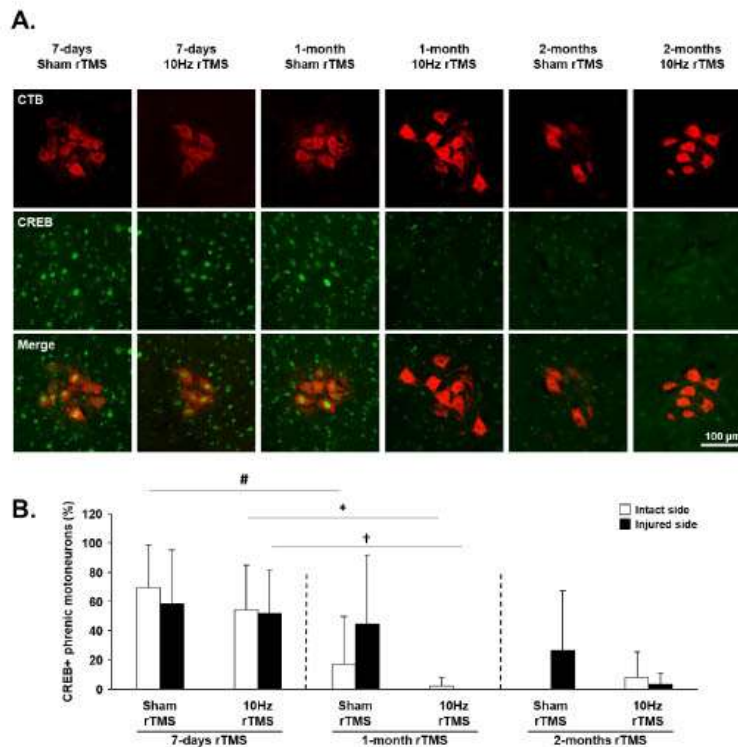 A.
7-days
Sham rTMS
7-days
10Hz rTMS
1-month
Sham rTMS
1-month
10Hz rTMS
2-months
Sham rTMS
2-months
10Hz rTMS
CTB
CREB
Merge
100 µm
B.
CREB+ phrenic motoneurons (%)
120
100
80
60
40
20
0
#
*
†
Intact side
Injured side
Sham
rTMS
10Hz
rTMS
Sham
rTMS
10Hz
rTMS
Sham
rTMS
10Hz
rTMS
7-days rTMS
1-month rTMS
2-months rTMS